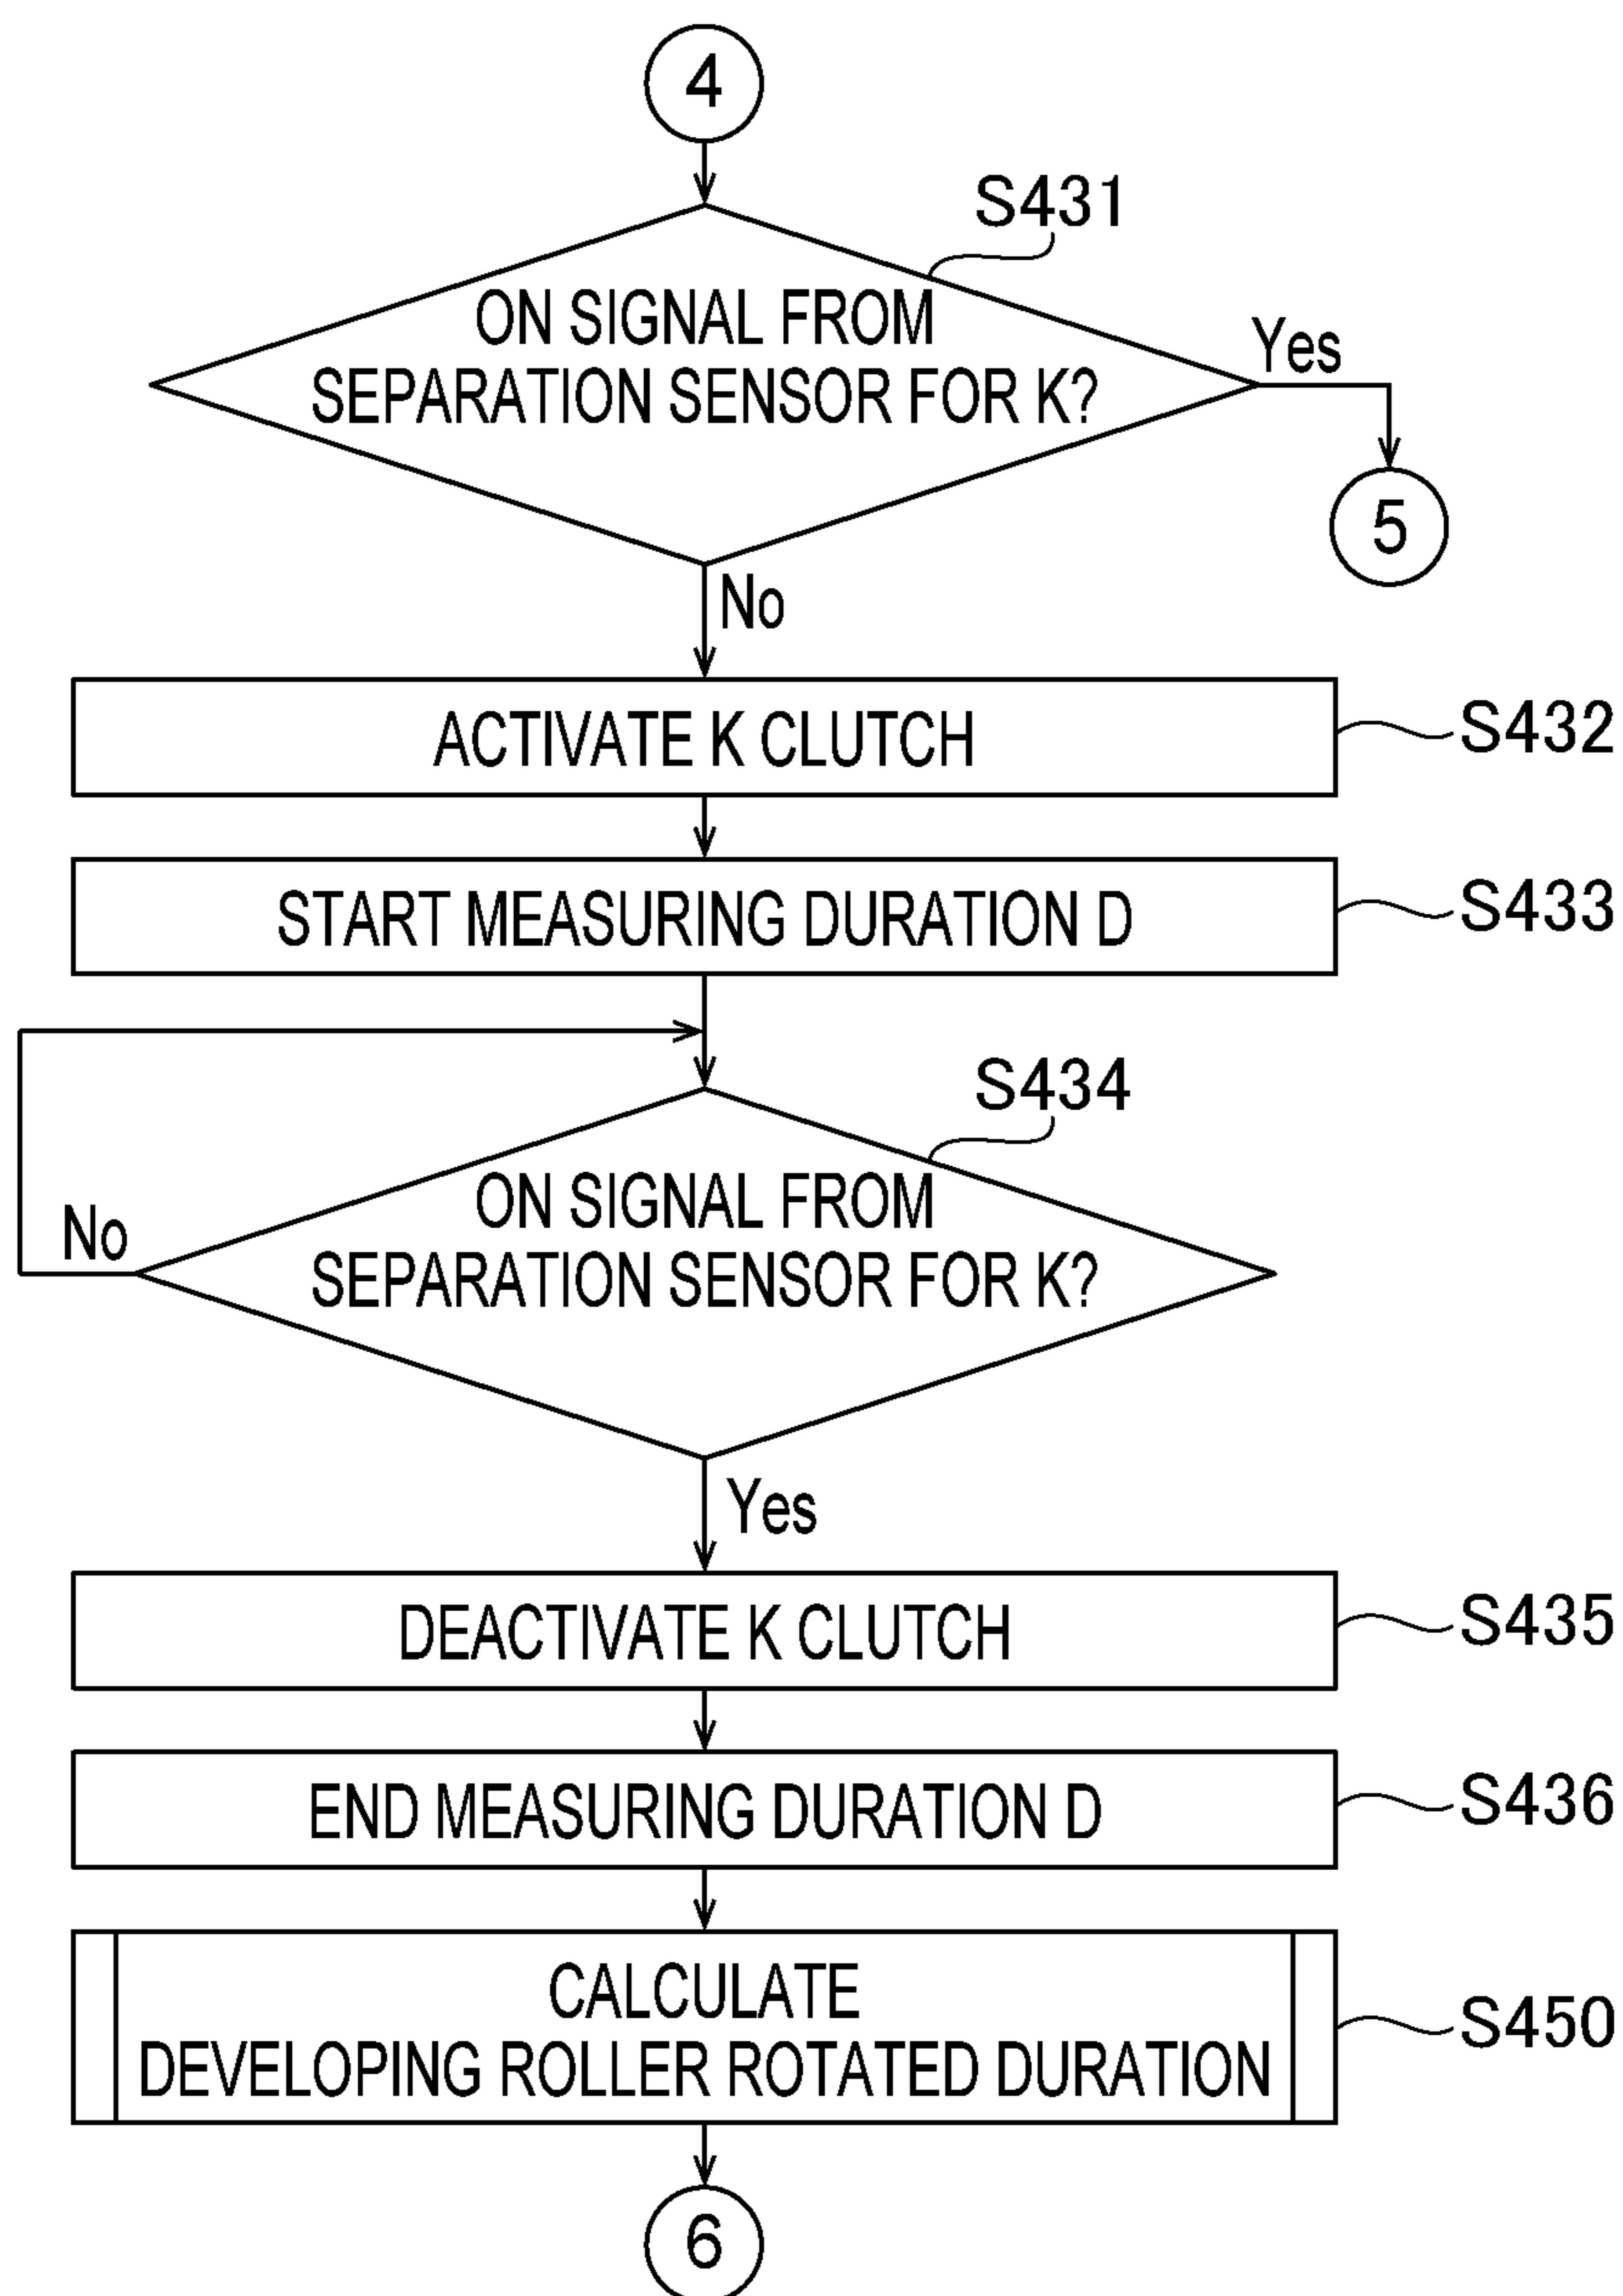 4
S431
ON SIGNAL FROM
SEPARATION SENSOR FOR K?
Yes
5
No
ACTIVATE K CLUTCH
S432
START MEASURING DURATION D
S433
S434
ON SIGNAL FROM
SEPARATION SENSOR FOR K?
No
Yes
DEACTIVATE K CLUTCH
S435
END MEASURING DURATION D
S436
CALCULATE
DEVELOPING ROLLER ROTATED DURATION
S450
6